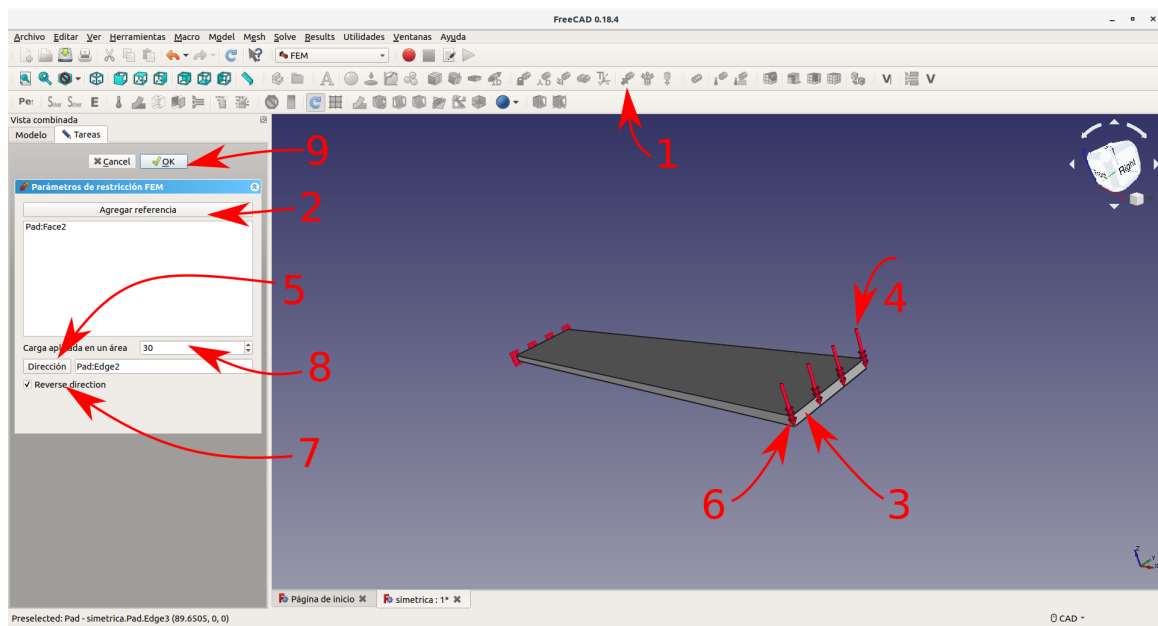 FreeCAD 0.18.4
Archivo Editar Ver Herramientas Macro Model Mesh Solve Results Utilidades Ventanas Ayuda
FEM
Vista combinada
Modelo Tareas
Cancel OK
9
1
Parámetros de restricción FEM
Agregar referencia
2
Pad:Face2
5
4
Carga aplicada en un área 30
8
Dirección Pad:Edge2
Reverse direction
7
6
3
Right
Z
Y
X
Página de inicio simetrica : 1*
Preselected: Pad - simetrica.Pad.Edge3 (89.6505, 0, 0)
CAD